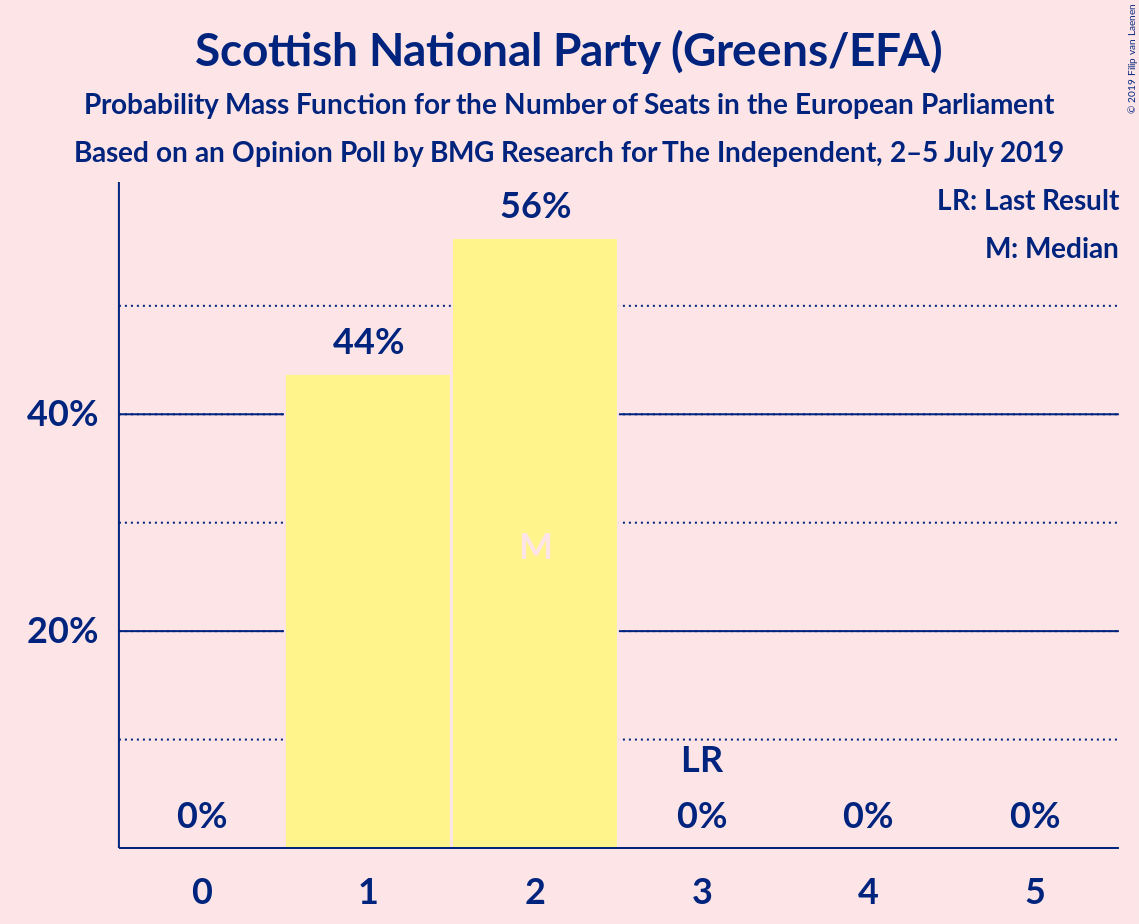 Scottish National Party (Greens/EFA)
Probability Mass Function for the Number of Seats in the European Parliament
Based on an Opinion Poll by BMG Research for The Independent, 2–5 July 2019
© 2019 Filip van Laenen
LR: Last Result
M: Median
56%
44%
40%
M
20%
LR
0%
0%
0%
0%
0
1
2
3
4
5